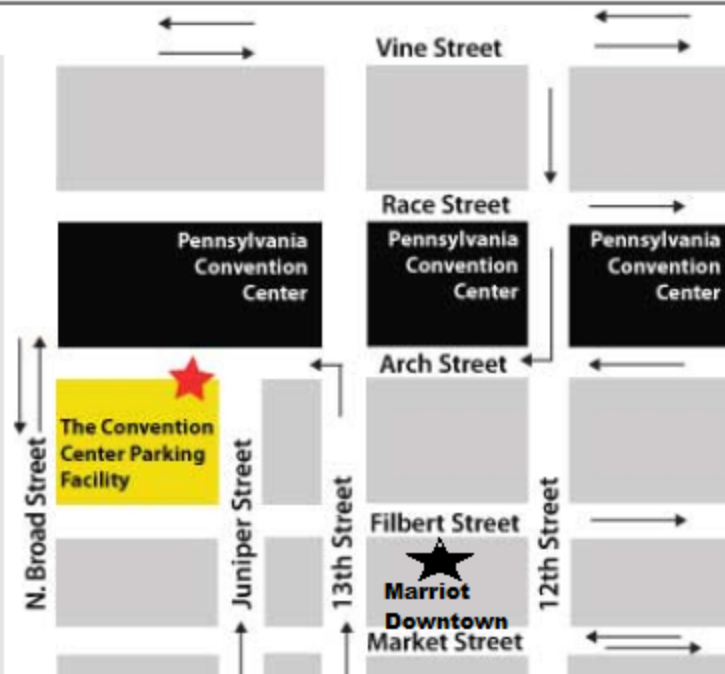 Vine Street
Race Street
Pennsylvania
Convention
Center
Pennsylvania
Convention
Center
Pennsylvania
Convention
Center
Arch Street
The Convention
Center Parking
Facility
N. Broad Street
Juniper Street
13th Street
12th Street
Filbert Street
Marriot
Downtown
Market Street